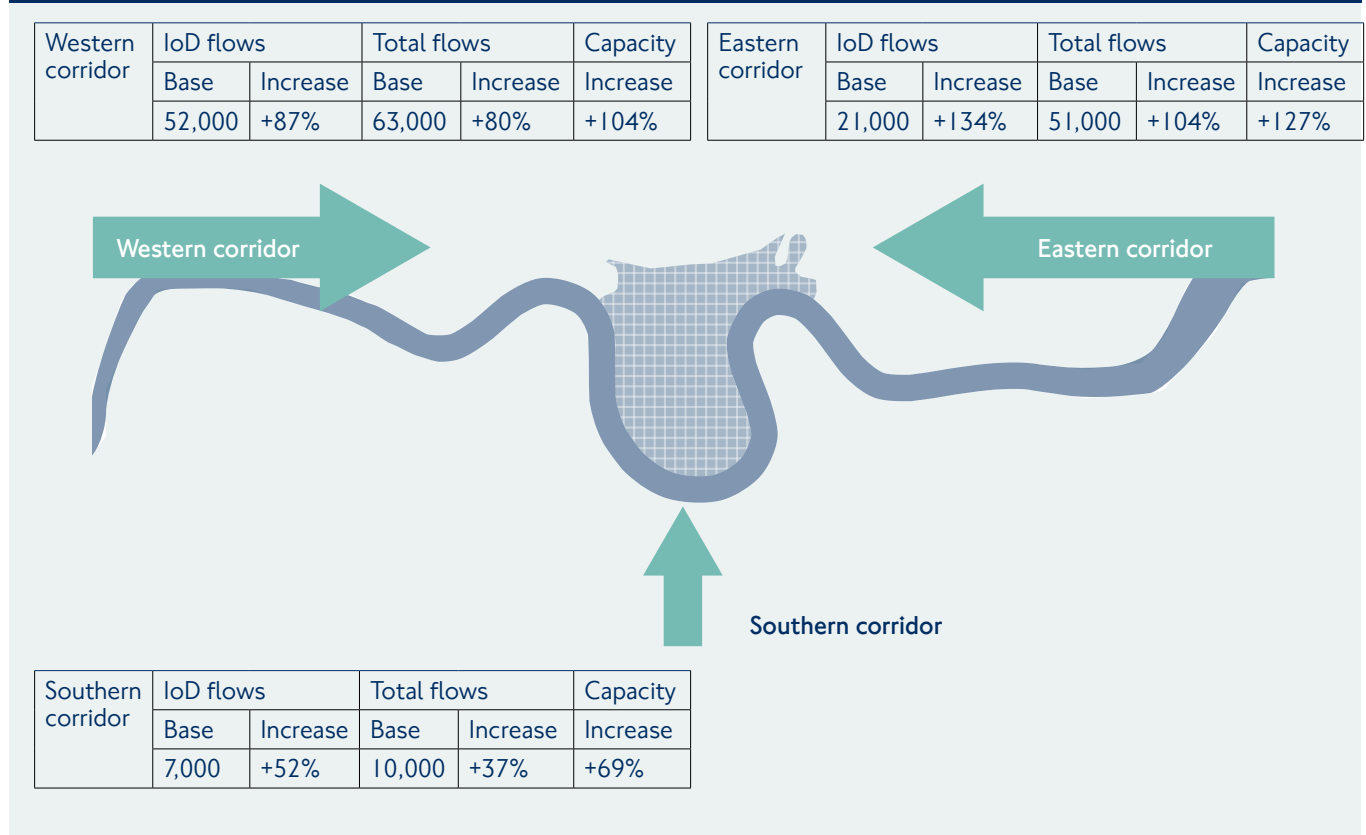 Western corridor IoD flows Total flows Capacity
Base Increase Base Increase Increase
52,000 +87% 63,000 +80% +104%
Eastern corridor IoD flows Total flows Capacity
Base Increase Base Increase Increase
21,000 +134% 51,000 +104% +127%
Western corridor
Eastern corridor
Southern corridor
Southern corridor IoD flows Total flows Capacity
Base Increase Base Increase Increase
7,000 +52% 10,000 +37% +69%